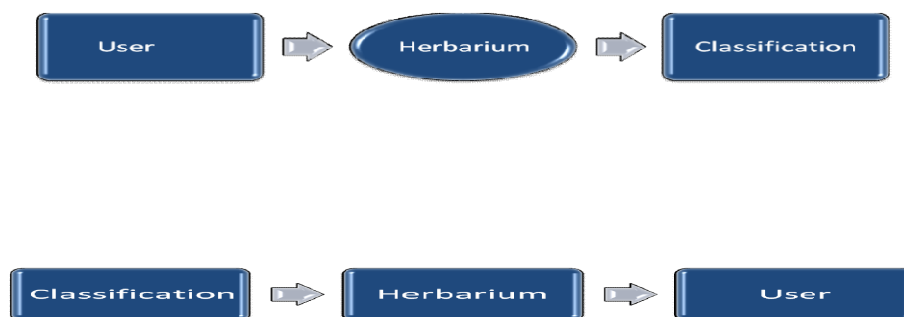 User
Herbarium
Classification
Classification
Herbarium
User